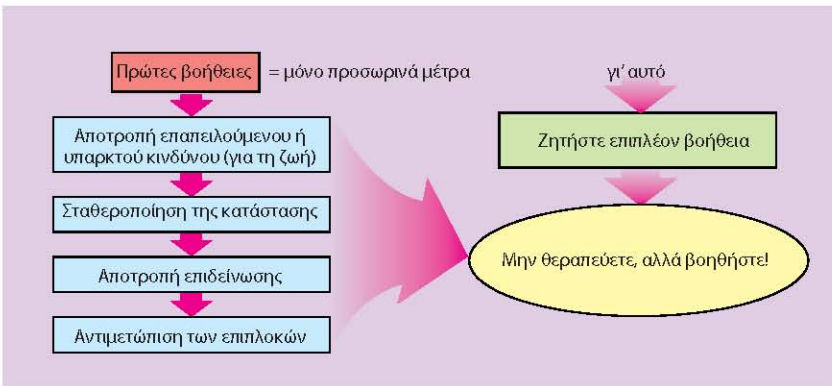 Πρώτες βοήθειες = μόνο προσωρινά μέτρα
Αποτροπή επαπειλούμενου ή
υπαρκτού κινδύνου (για τη ζωή)
Σταθεροποίηση της κατάστασης
Αποτροπή επιδείνωσης
Αντιμετώπιση των επιπλοκών
γι’ αυτό
Ζητήστε επιπλέον βοήθεια
Μην θεραπεύετε, αλλά βοηθήστε!